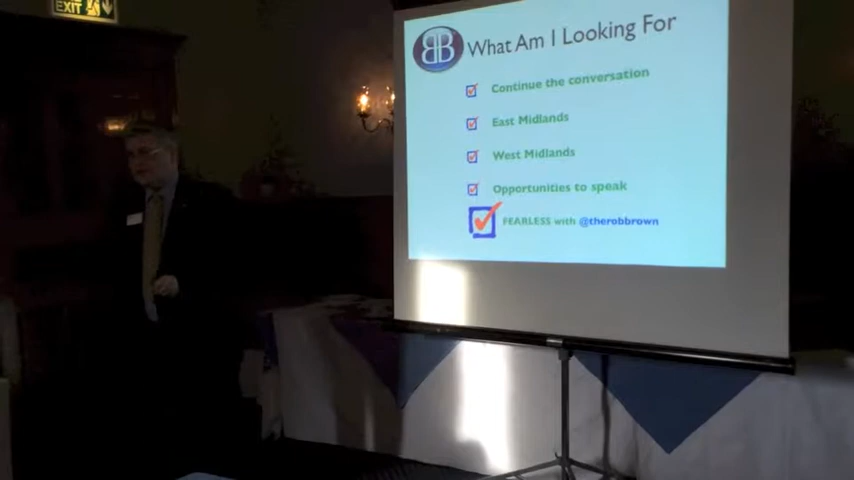 EXIT
BB
What Am I Looking For
Continue the conversation
East Midlands
West Midlands
Opportunities to speak
FEARLESS with @therobbrown